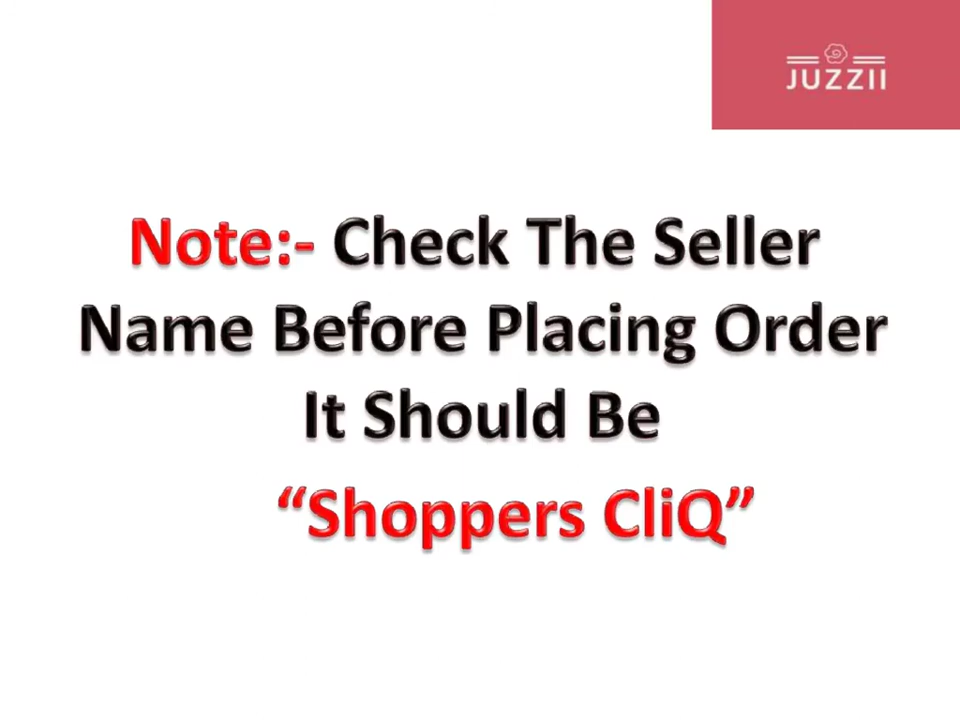 JUZZII
Note:- Check The Seller
Name Before Placing Order
It Should Be
“Shoppers CliQ”